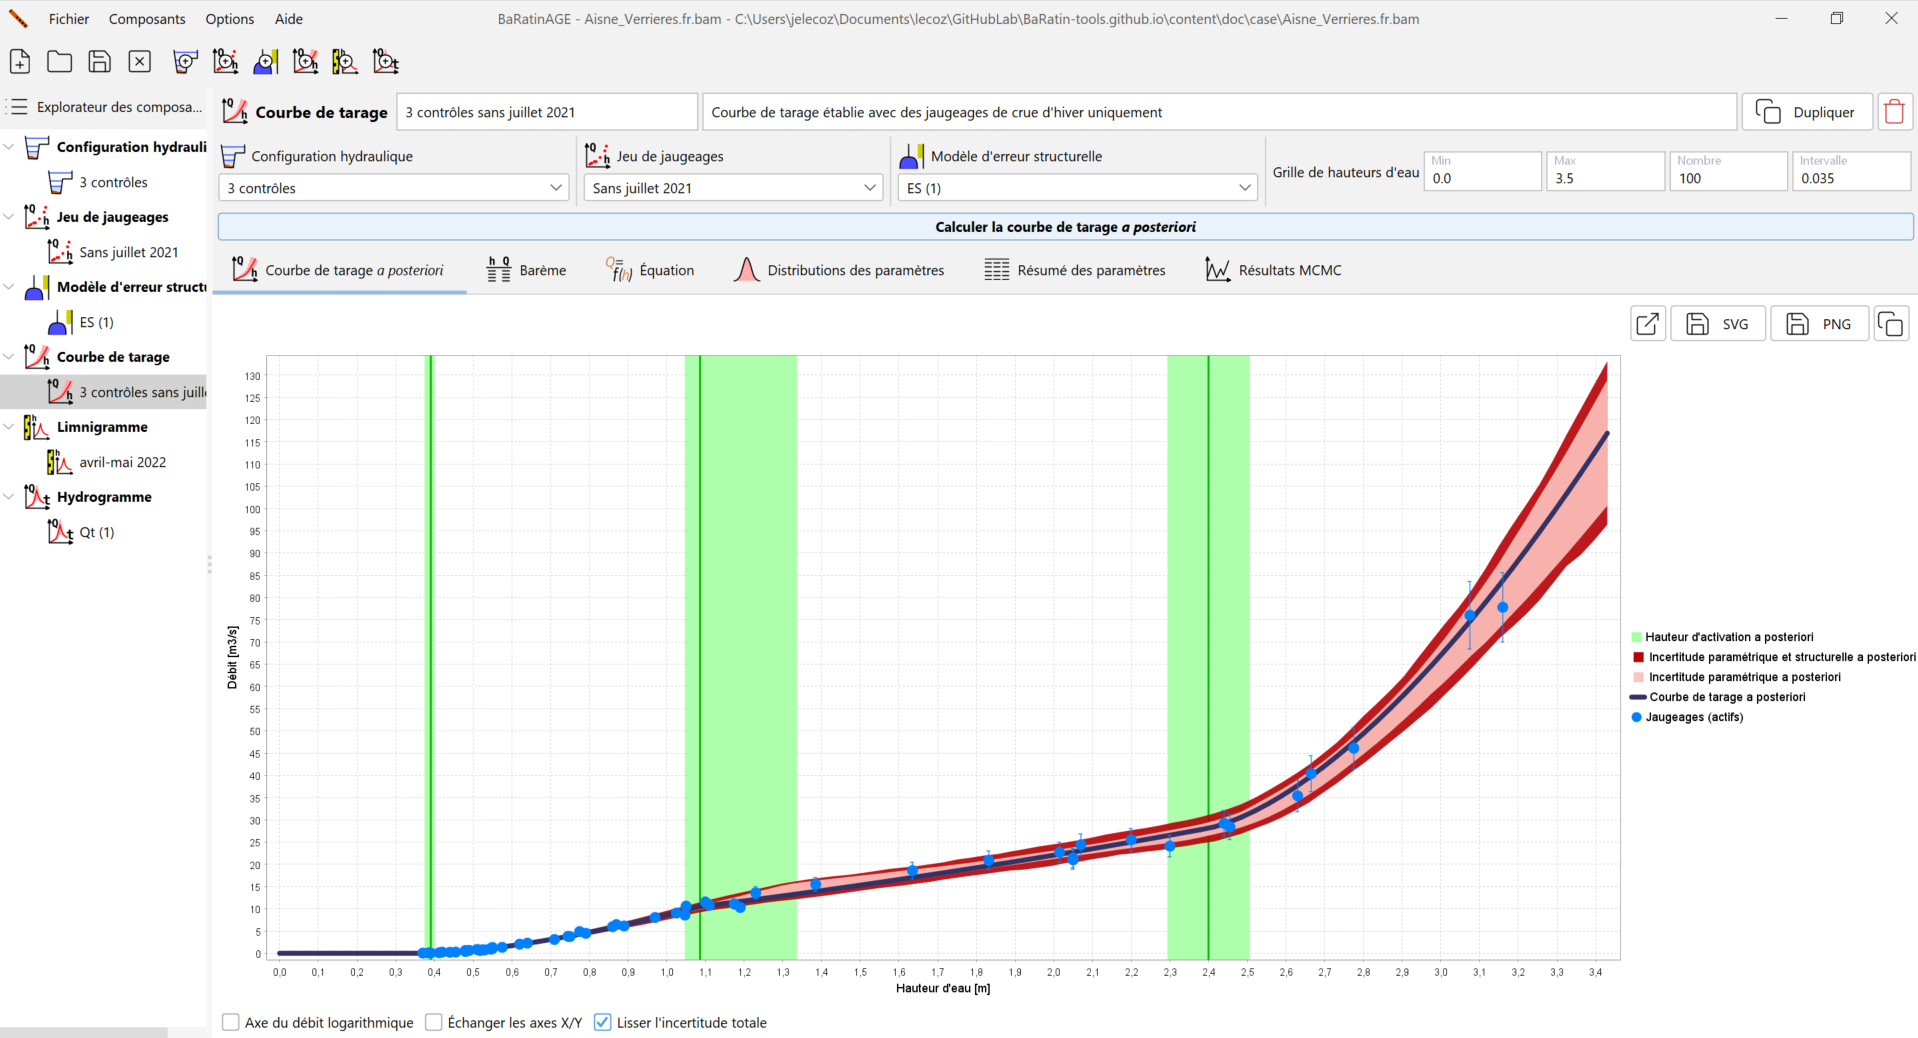 Fichier Composants Options Aide
BaRatinAGE - Aisne_Verrieres.fr.bam - C:\Users\jelecoz\Documents\lecoz\GitHubLab\BaRatin-tools.github.io\content\doc\case\Aisne_Verrieres.fr.bam
Explorateur des composa...
Configuration hydrauli
3 contrôles
Jeu de jaugeages
Sans juillet 2021
Modèle d'erreur struct
ES (1)
Courbe de tarage
3 contrôles sans juill
Limnigramme
avril-mai 2022
Hydrogramme
Qt (1)
Courbe de tarage
3 contrôles sans juillet 2021
Courbe de tarage établie avec des jaugeages de crue d'hiver uniquement
Dupliquer
Configuration hydraulique
3 contrôles
Jeu de jaugeages
Sans juillet 2021
Modèle d'erreur structurelle
ES (1)
Grille de hauteurs d'eau
Min
0.0
Max
3.5
Nombre
100
Intervalle
0.035
Calculer la courbe de tarage a posteriori
Courbe de tarage a posteriori
h Q Barème
Q= f(h) Équation
Distributions des paramètres
Résumé des paramètres
Résultats MCMC
SVG
PNG
130
125
120
115
110
105
100
95
90
85
80
75
70
65
60
55
50
45
40
35
30
25
20
15
10
5
0
Débit [m3/s]
0,0 0,1 0,2 0,3 0,4 0,5 0,6 0,7 0,8 0,9 1,0 1,1 1,2 1,3 1,4 1,5 1,6 1,7 1,8 1,9 2,0 2,1 2,2 2,3 2,4 2,5 2,6 2,7 2,8 2,9 3,0 3,1 3,2 3,3 3,4
Hauteur d'eau [m]
Hauteur d'activation a posteriori
Incertitude paramétrique et structurelle a posteriori
Incertitude paramétrique a posteriori
Courbe de tarage a posteriori
Jaugeages (actifs)
Axe du débit logarithmique
Échanger les axes X/Y
Lisser l'incertitude totale